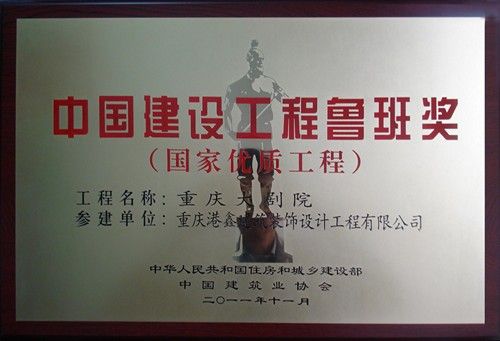 中国建设工程鲁班奖
（国家优质工程）
工程名称：重庆大剧院
参建单位：重庆港鑫建筑装饰设计工程有限公司
中华人民共和国住房和城乡建设部
中国建筑业协会
二〇一一年十一月